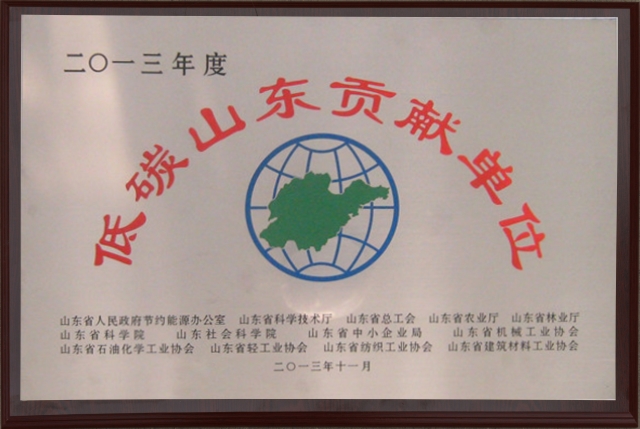 二〇一三年度
低碳山东贡献单位
山东省人民政府节约能源办公室 山东省科学技术厅 山东省总工会 山东省农业厅 山东省林业厅
山东省科学院 山东社会科学院 山东省中小企业局 山东省机械工业协会
山东省石油化学工业协会 山东省轻工业协会 山东省纺织工业协会 山东省建筑材料工业协会
二〇一三年十一月